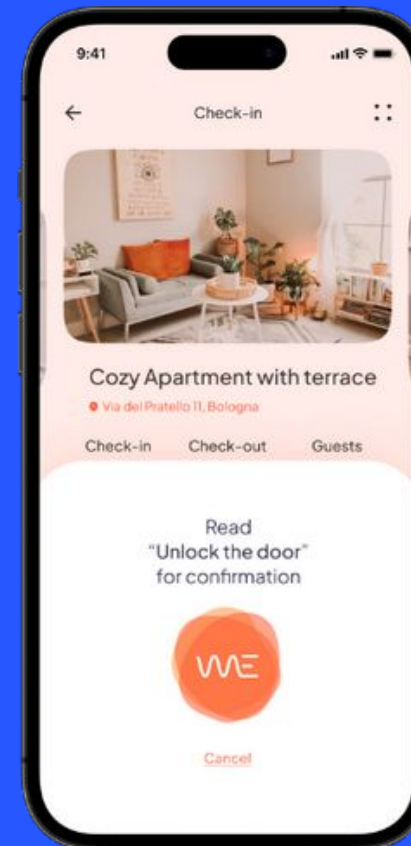 9:41
Check-in
Cozy Apartment with terrace
Via del Pratello 11, Bologna
Check-in Check-out Guests
Read
“Unlock the door”
for confirmation
WE
Cancel